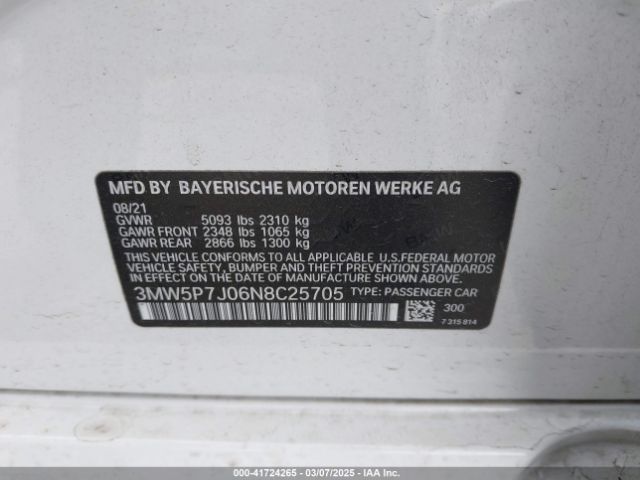 MFD BY BAYERISCHE MOTOREN WERKE AG
08/21
GVWR 5093 lbs 2310 kg
GAWR FRONT 2348 lbs 1065 kg
GAWR REAR 2866 lbs 1300 kg
THIS VEHICLE CONFORMS TO ALL APPLICABLE U.S.FEDERAL MOTOR
VEHICLE SAFETY, BUMPER, AND THEFT PREVENTION STANDARDS IN
EFFECT ON THE DATE OF MANUFACTURE SHOWN ABOVE.
3MW5P7J06N8C25705 TYPE: PASSENGER CAR
300
7 315 814
© - 41724265 - 03/07/2025 - IAA Inc.